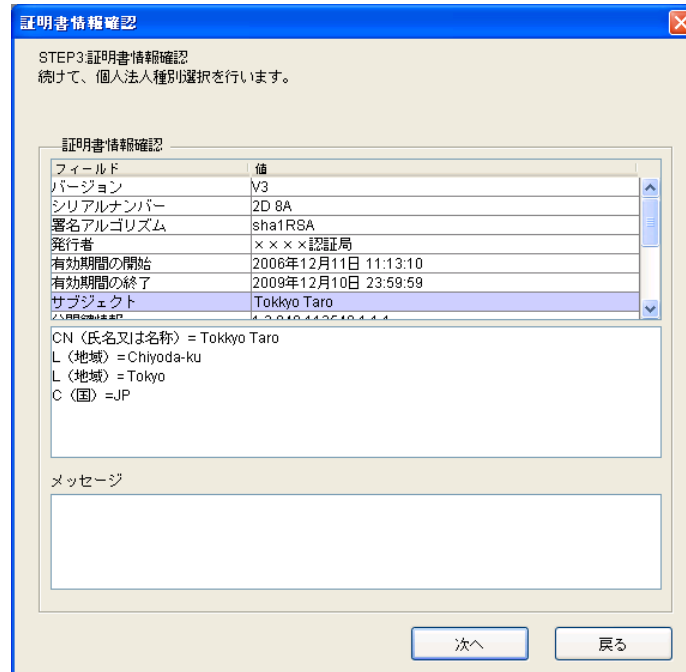 証明書情報確認
STEP3:証明書情報確認
続けて、個人法人種別選択を行います。
証明書情報確認
フィールド 値
バージョン V3
シリアルナンバー 2D 8A
署名アルゴリズム sha1RSA
発行者 ××××認証局
有効期間の開始 2006年12月11日 11:13:10
有効期間の終了 2009年12月10日 23:59:59
サブジェクト Tokkyo Taro
CN（氏名又は名称）= Tokkyo Taro
L（地域）=Chiyoda-ku
L（地域）=Tokyo
C（国）=JP
メッセージ
次へ 戻る